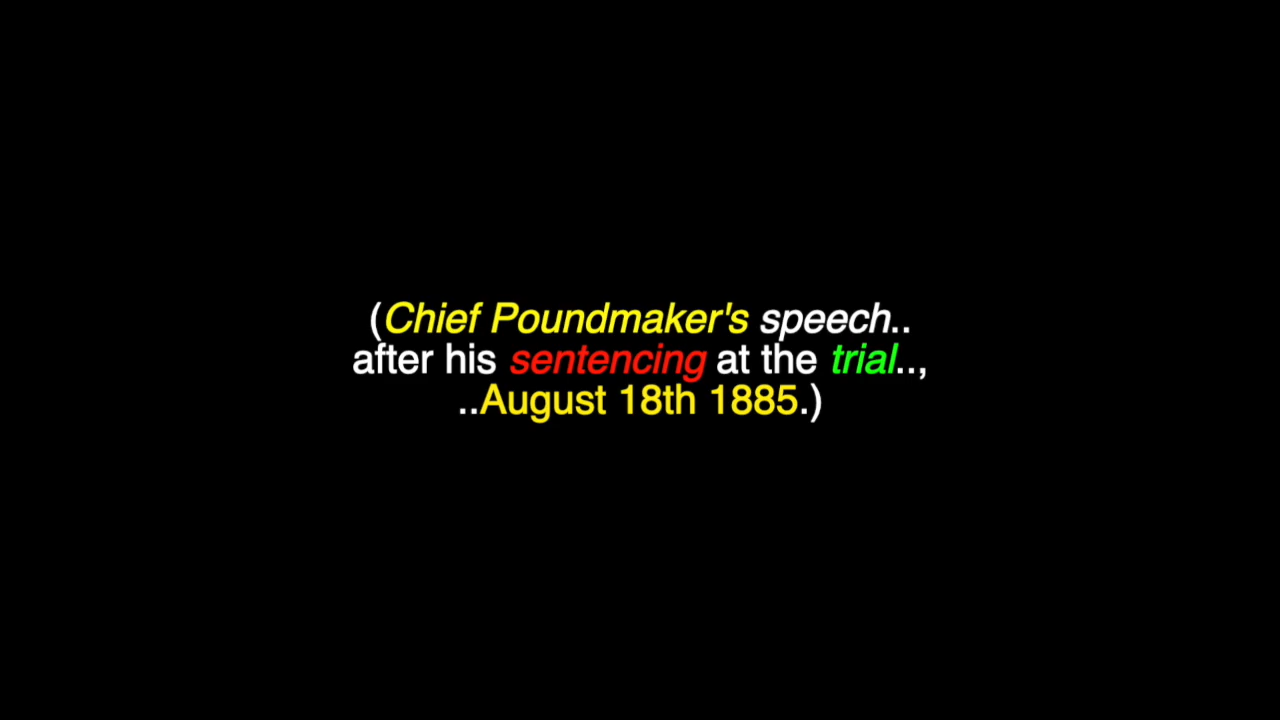 (Chief Poundmaker's speech..
after his sentencing at the trial..,
..August 18th 1885.)